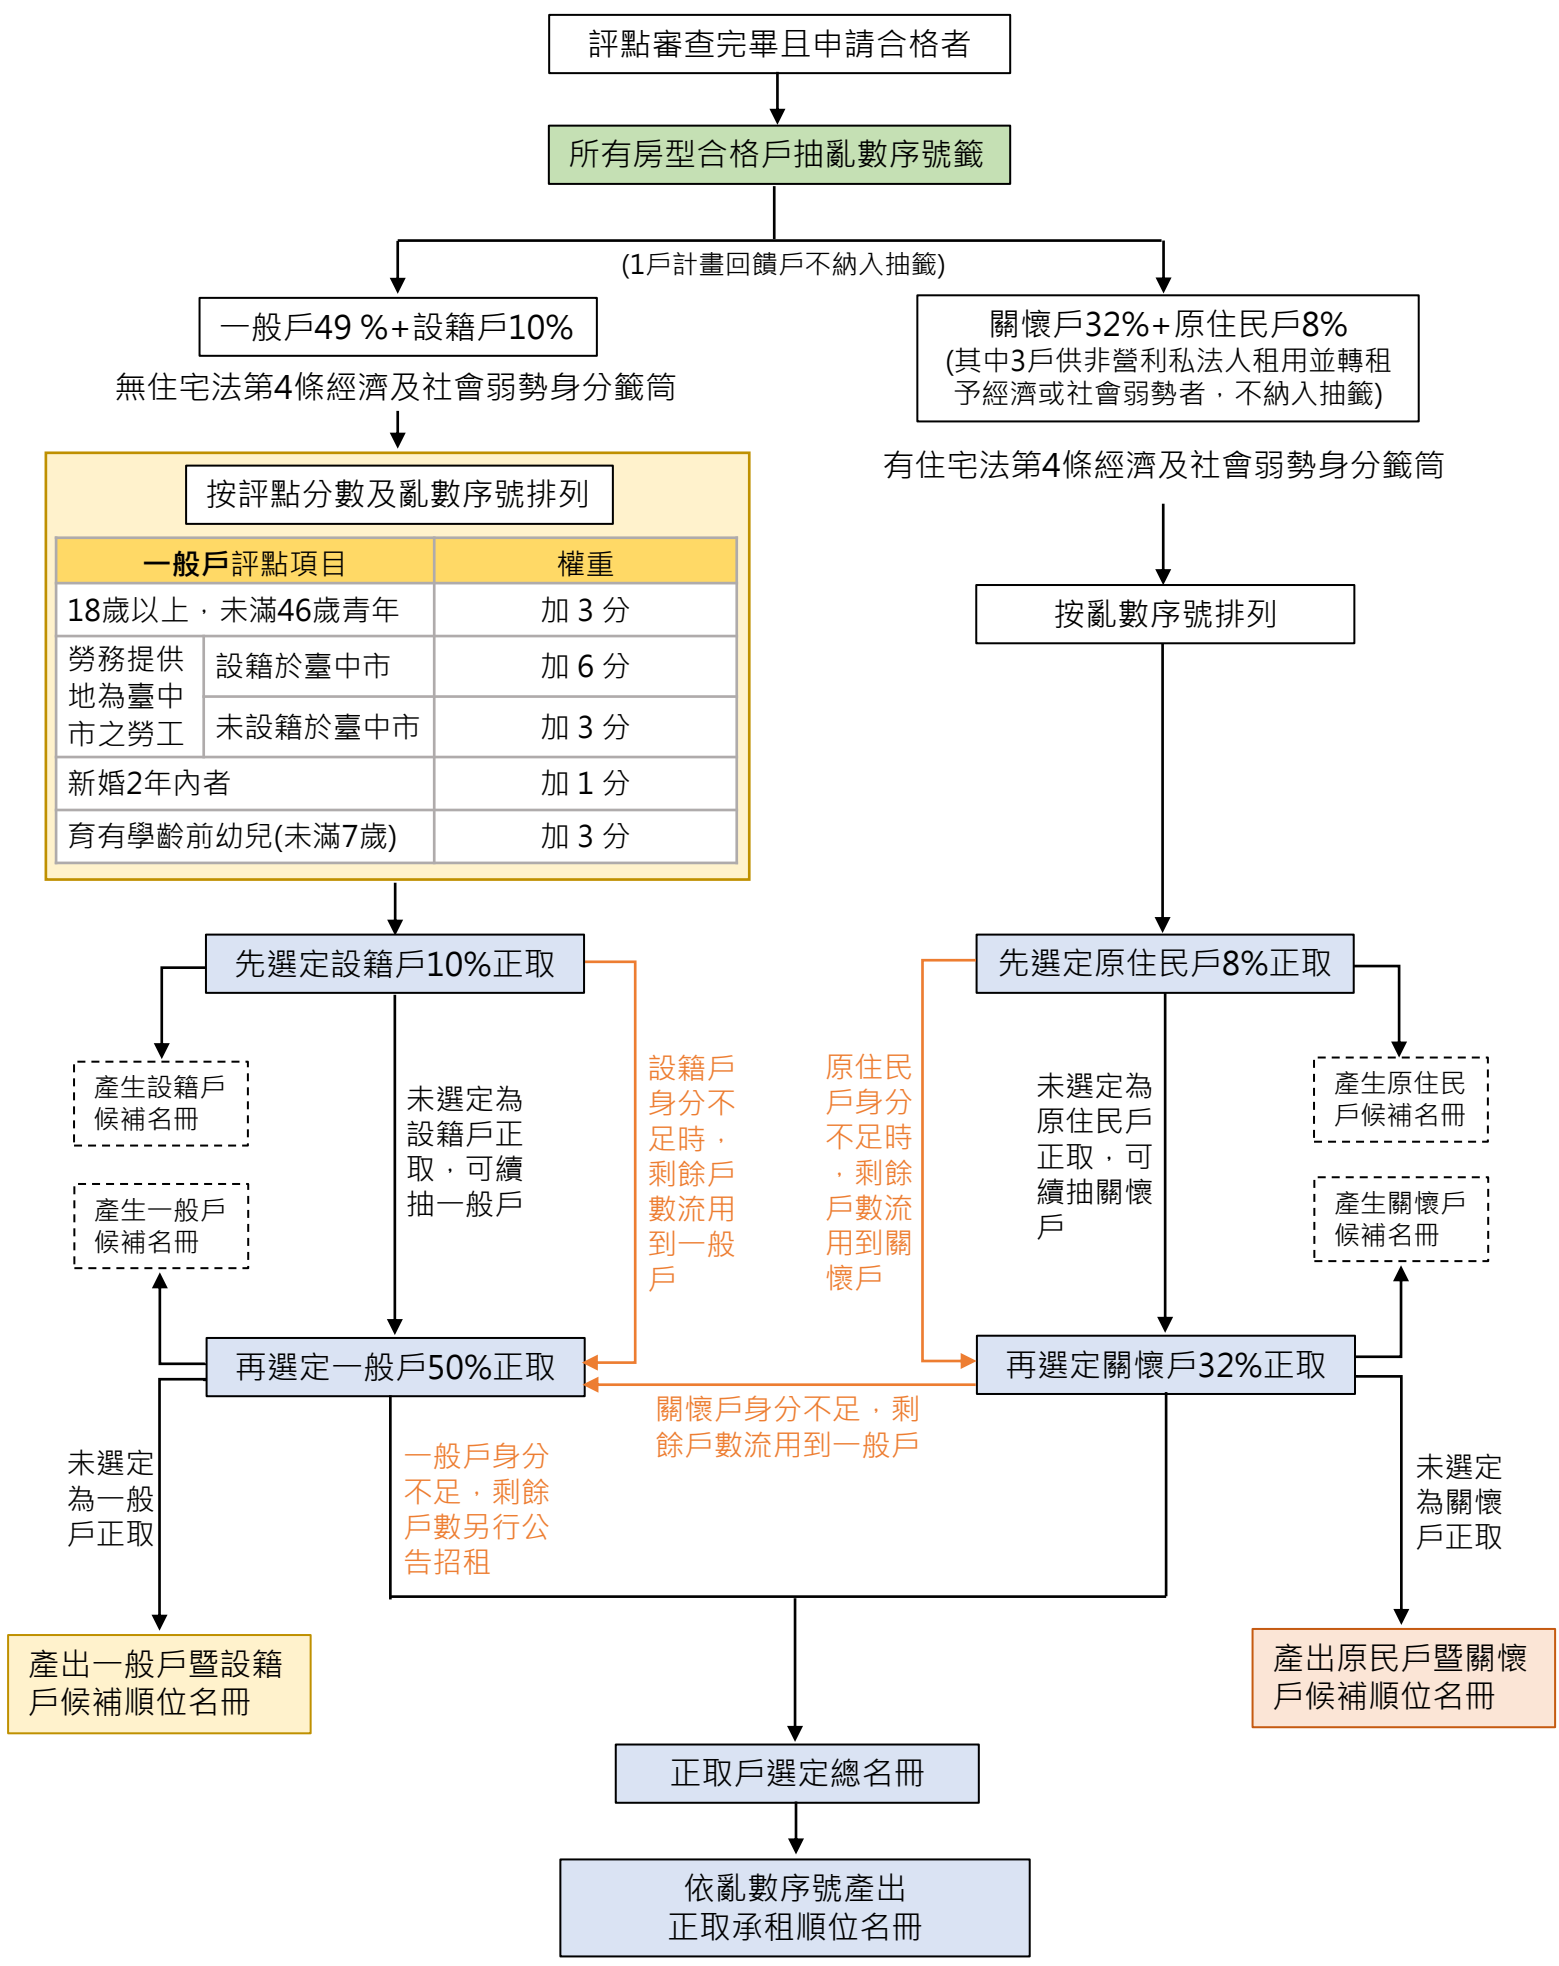 評點審查完畢且申請合格者
所有房型合格戶抽亂數序號籤
(1戶計畫回饋戶不納入抽籤)
一般戶49 %+設籍戶10%
無住宅法第4條經濟及社會弱勢身分籤筒
關懷戶32%+原住民戶8%
(其中3戶供非營利私法人租用並轉租
予經濟或社會弱勢者，不納入抽籤)
有住宅法第4條經濟及社會弱勢身分籤筒
按評點分數及亂數序號排列
一般戶評點項目 權重
18歲以上，未滿46歲青年 加 3 分
勞務提供
地為臺中
市之勞工
設籍於臺中市 加 6 分
未設籍於臺中市 加 3 分
新婚2年內者 加 1 分
育有學齡前幼兒(未滿7歲) 加 3 分
按亂數序號排列
先選定設籍戶10%正取
產生設籍戶
候補名冊
未選定為
設籍戶正
取，可續
抽一般戶
設籍戶
身分不
足時，
剩餘戶
數流用
到一般
戶
產生一般戶
候補名冊
先選定原住民戶8%正取
原住民
戶身分
不足時
，剩餘
戶數流
用到關
懷戶
未選定為
原住民戶
正取，可
續抽關懷
戶
產生原住民
戶候補名冊
產生關懷戶
候補名冊
再選定一般戶50%正取
再選定關懷戶32%正取
關懷戶身分不足，剩
餘戶數流用到一般戶
未選定
為一般
戶正取
一般戶身分
不足，剩餘
戶數另行公
告招租
未選定
為關懷
戶正取
產出一般戶暨設籍
戶候補順位名冊
產出原民戶暨關懷
戶候補順位名冊
正取戶選定總名冊
依亂數序號產出
正取承租順位名冊